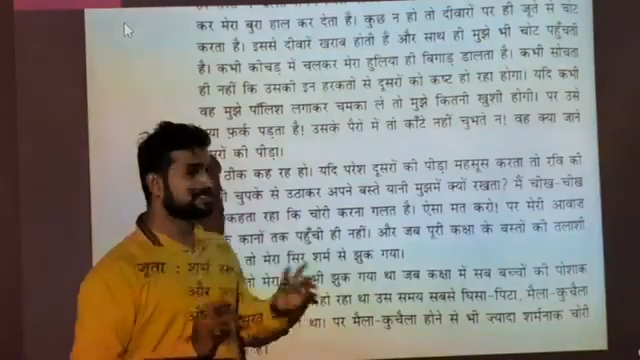 कर मेरा बुरा हाल कर देता है। कुछ न हो तो दीवारों पर ही जूते से चोट
करता है। इससे दीवारें खराब होती है और साथ ही मुझे भी चोट पहुँचती
है। कभी कीचड़ में चलकर मेरा हुलिया ही बिगाड़ डालता है। कभी सोचता
ही नहीं कि उसकी इन हरकतों से दूसरों को कष्ट हो रहा होगा। यदि कभी
वह मुझे पॉलिश लगाकर चमका ले तो मुझे कितनी खुशी होगी। पर उसे
फ़र्क पड़ता है! उसके पैरों में तो काँटे नहीं चुभते न! वह क्या जाने
की पीड़ा।
ठीक कह रह हो। यदि परेश दूसरों की पीड़ा महसूस करता तो रवि की
चुपके से उठाकर अपने बस्ते यानी मुझमें क्यों रखता? मैं चीख-चीख
कहता रहा कि चोरी करना गलत है। ऐसा मत करो! पर मेरी आवाज
कानों तक पहुँची ही नहीं। और जब पूरी कक्षा के बस्तों की तलाशी
तो मेरा सिर शर्म से झुक गया।
जूता : शर्म तो मेरा भी झुक गया था जब कक्षा में सब बच्चों की पोशाक
और हो रहा था उस समय सबसे घिसा-पिटा, मैला-कुचैला
था। पर मैला-कुचैला होने से भी ज्यादा शर्मनाक चोरी
है।